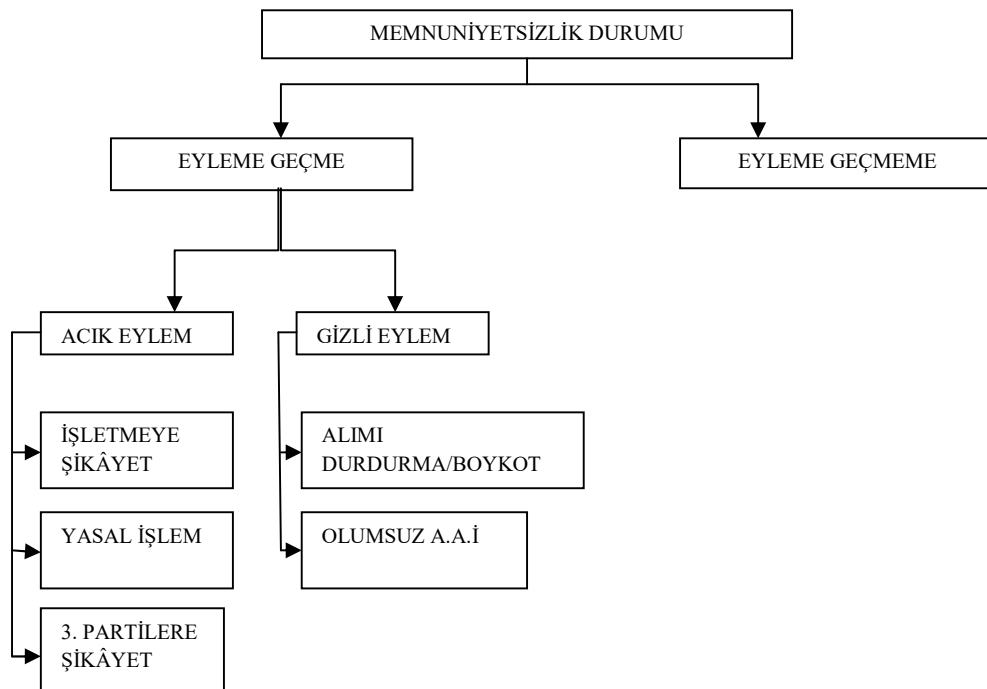 MEMNUNİYETSİZLİK DURUMU
EYLEME GEÇME
EYLEME GEÇMEME
ACIK EYLEM
GİZLİ EYLEM
İŞLETMEYE
ŞİKÂYET
ALIMI
DURDURMA/BOYKOT
YASAL İŞLEM
OLUMSUZ A.A.İ
3. PARTİLERE
ŞİKÂYET